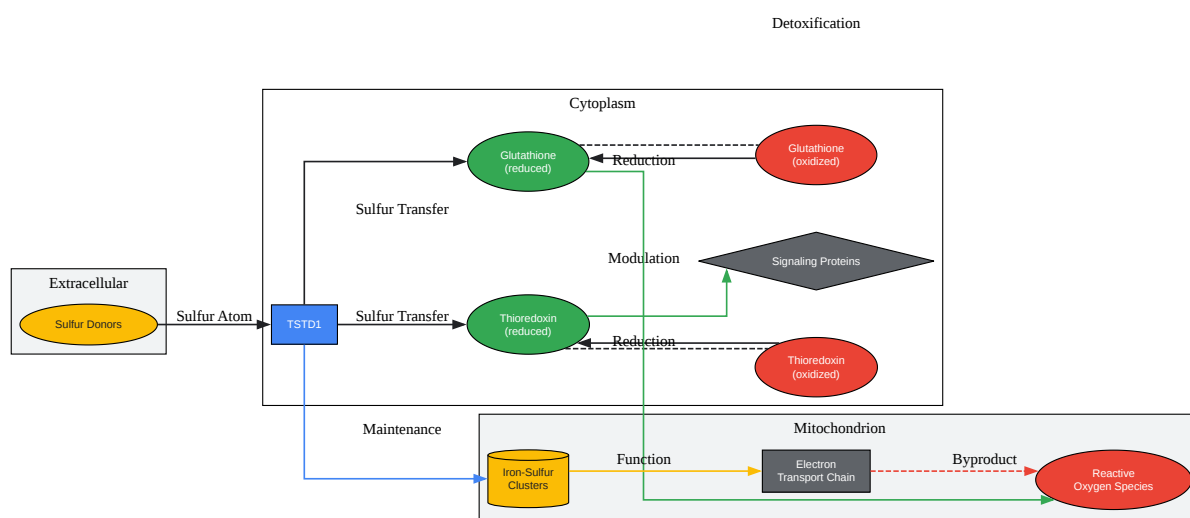 Detoxification
Cytoplasm
Glutathione
(reduced)
Reduction
Glutathione
(oxidized)
Sulfur Transfer
Modulation
Signaling Proteins
Extracellular
Sulfur Donors
Sulfur Atom
TSTD1
Sulfur Transfer
Thioredoxin
(reduced)
Reduction
Thioredoxin
(oxidized)
Maintenance
Mitochondrion
Iron-Sulfur
Clusters
Function
Electron
Transport Chain
Byproduct
Reactive
Oxygen Species